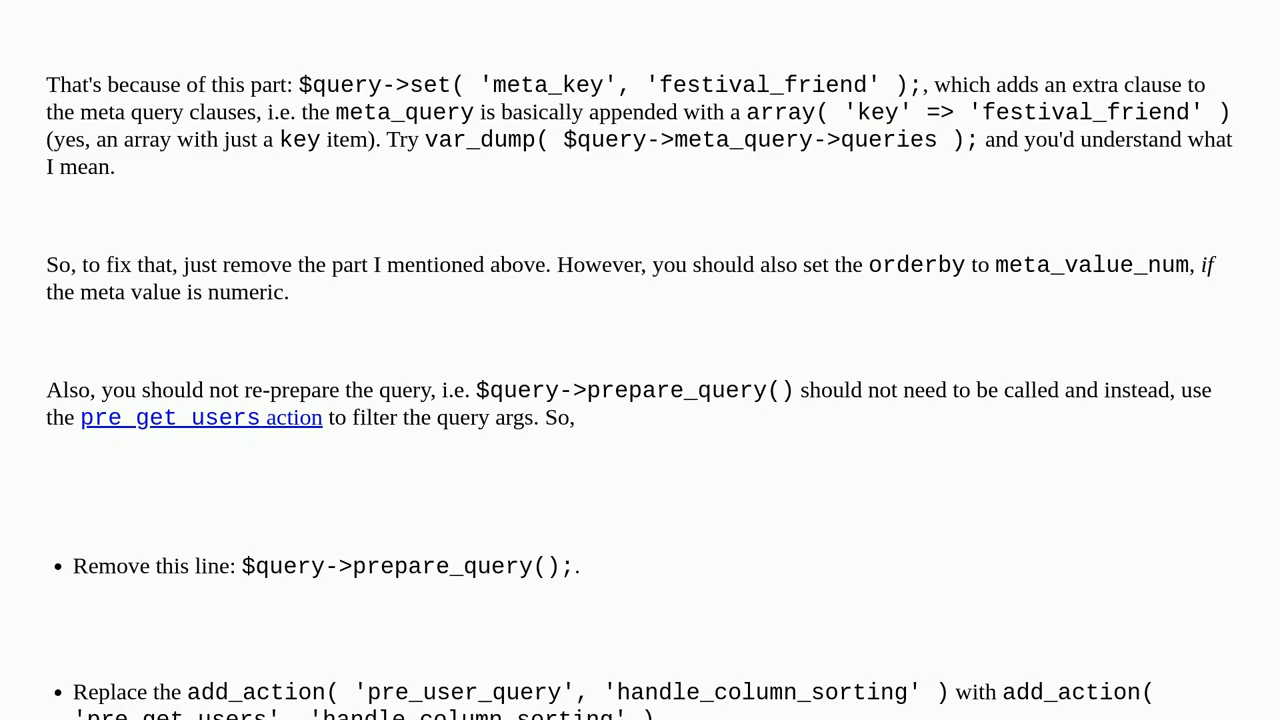 That's because of this part: $query->set( 'meta_key', 'festival_friend' );, which adds an extra clause to
the meta query clauses, i.e. the meta_query is basically appended with a array( 'key' => 'festival_friend' )
(yes, an array with just a key item). Try var_dump( $query->meta_query->queries ); and you'd understand what
I mean.
So, to fix that, just remove the part I mentioned above. However, you should also set the orderby to meta_value_num, if
the meta value is numeric.
Also, you should not re-prepare the query, i.e. $query->prepare_query() should not need to be called and instead, use
the pre_get_users action to filter the query args. So,
• Remove this line: $query->prepare_query();.
• Replace the add_action( 'pre_user_query', 'handle_column_sorting' ) with add_action(
'pre_get_users', 'handle_column_sorting' )